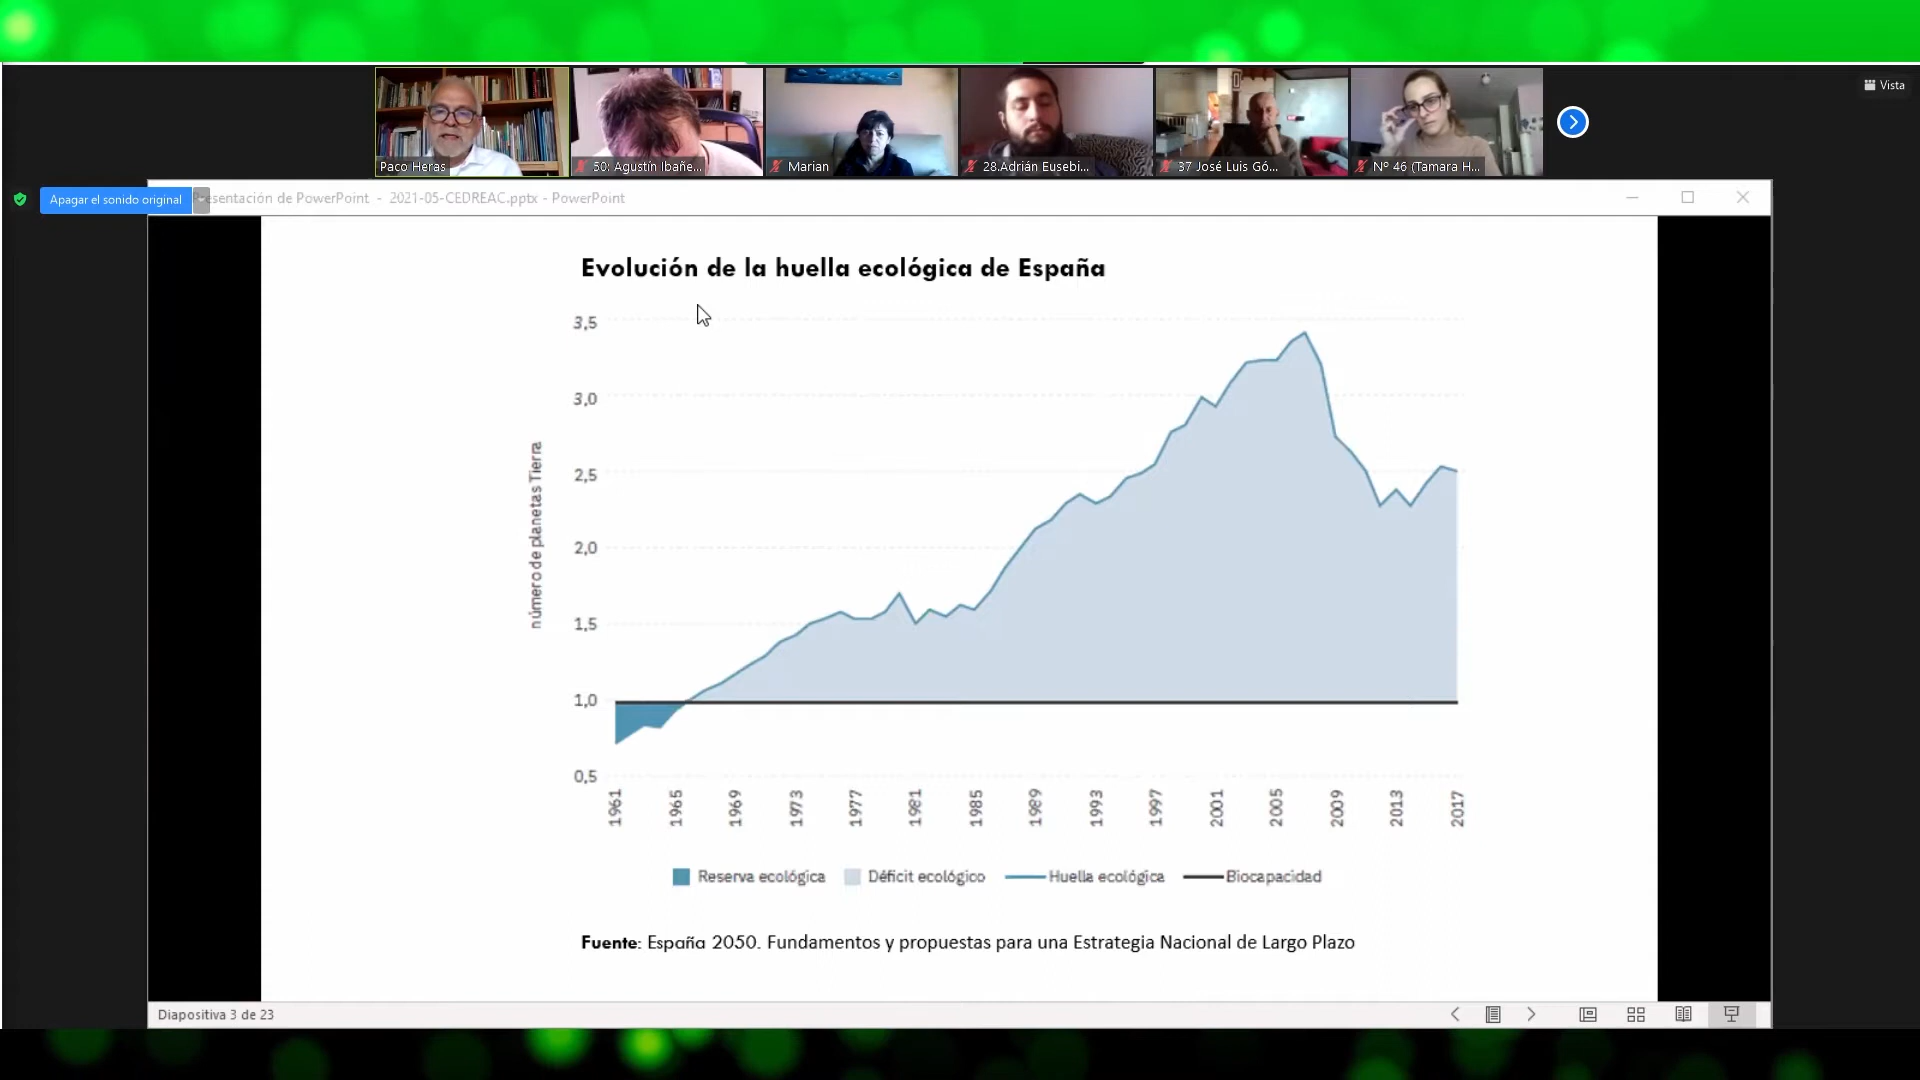 Vista
Paco Heras
50: Agustín Ibañe...
Marian
28.Adrián Eusebi...
37 José Luis Gó...
Nº 46 (Tamara H...
Apagar el sonido original
esentación de PowerPoint - 2021-05-CEDREAC.pptx - PowerPoint
Evolución de la huella ecológica de España
número de planetas Tierra
3,5
3,0
2,5
2,0
1,5
1,0
0,5
1961 1965 1969 1973 1977 1981 1985 1989 1993 1997 2001 2005 2009 2013 2017
Reserva ecológica Déficit ecológico Huella ecológica Biocapacidad
Fuente: España 2050. Fundamentos y propuestas para una Estrategia Nacional de Largo Plazo
Diapositiva 3 de 23